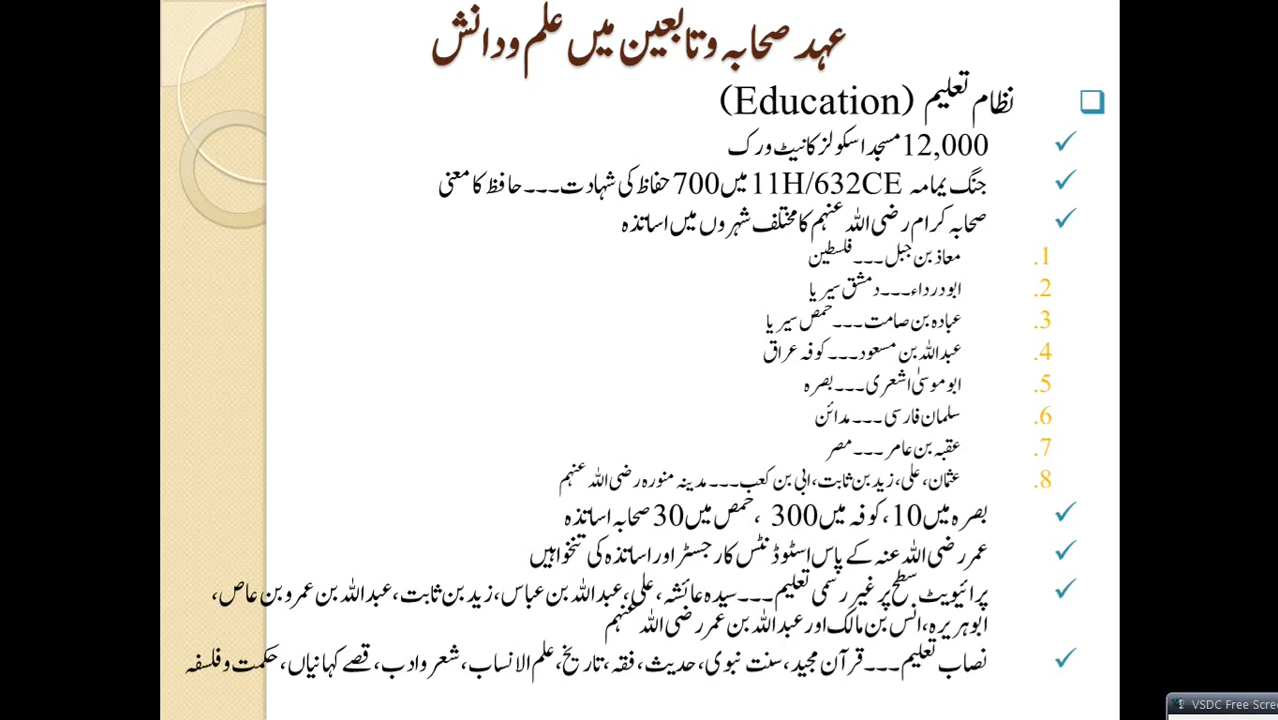 عہد صحابہ وتابعین میں علم ودانش
نظام تعلیم (Education)
12,000 مسجد اسکولز کا نیٹ ورک
جنگ یمامہ 11H/632CE میں 700 حفاظ کی شہادت۔۔۔حافظ کا معنی
صحابہ کرام رضی اللہ عنہم کا مختلف شہروں میں اساتذہ
1. معاذ بن جبل۔۔۔فلسطین
2. ابودرداء۔۔۔دمشق سیریا
3. عبادہ بن صامت۔۔۔حمص سیریا
4. عبداللہ بن مسعود۔۔۔کوفہ عراق
5. ابوموسیٰ اشعری۔۔۔بصرہ
6. سلمان فارسی۔۔۔مدائن
7. عقبہ بن عامر۔۔۔مصر
8. عثمان، علی، زید بن ثابت، ابی بن کعب۔۔۔مدینہ منورہ رضی اللہ عنہم
بصرہ میں 10، کوفہ میں 300 ، حمص میں 30 صحابہ اساتذہ
عمر رضی اللہ عنہ کے پاس اسٹوڈنٹس کا رجسٹر اور اساتذہ کی تنخواہیں
پرائیویٹ سطح پر غیر رسمی تعلیم۔۔۔سیدہ عائشہ، علی، عبداللہ بن عباس، زید بن ثابت، عبداللہ بن عمرو بن عاص،
ابوہریرہ، انس بن مالک اور عبداللہ بن عمر رضی اللہ عنہم
نصاب تعلیم۔۔۔قرآن مجید، سنت نبوی، حدیث، فقہ، تاریخ، علم الانساب، شعر وادب، قصے کہانیاں، حکمت وفلسفہ
VSDC Free Scre